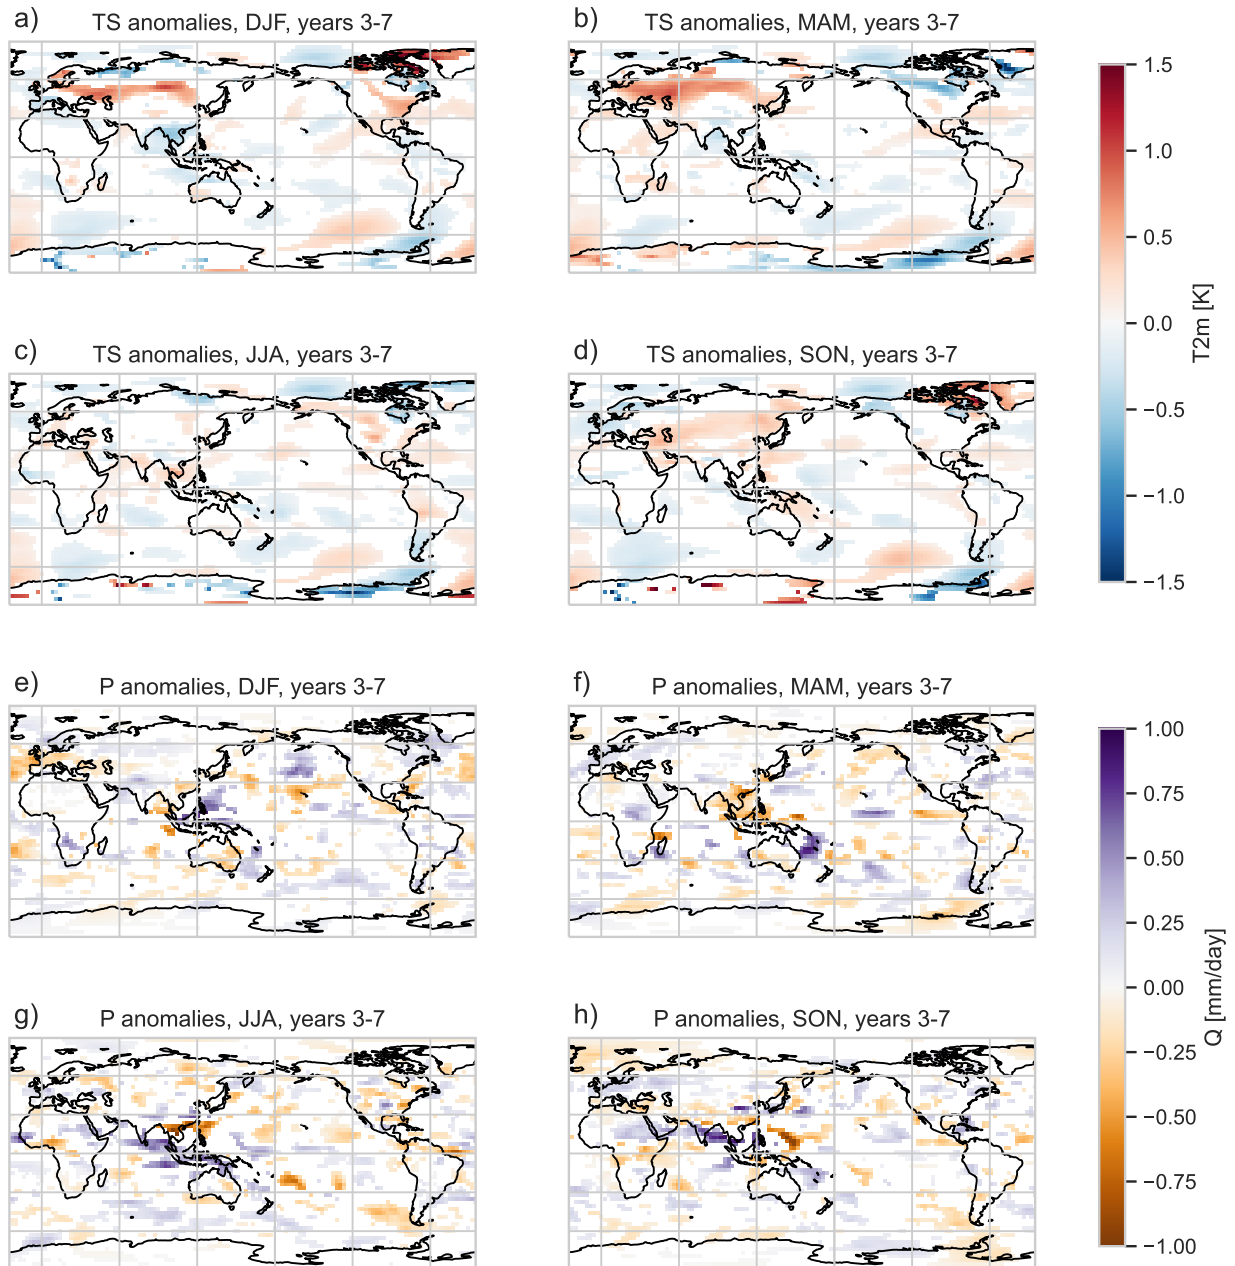 a) TS anomalies, DJF, years 3-7
b) TS anomalies, MAM, years 3-7
c) TS anomalies, JJA, years 3-7
d) TS anomalies, SON, years 3-7
1.5
1.0
0.5
0.0
−0.5
−1.0
−1.5
T2m [K]
e) P anomalies, DJF, years 3-7
f) P anomalies, MAM, years 3-7
g) P anomalies, JJA, years 3-7
h) P anomalies, SON, years 3-7
1.00
0.75
0.50
0.25
0.00
−0.25
−0.50
−0.75
−1.00
Q [mm/day]